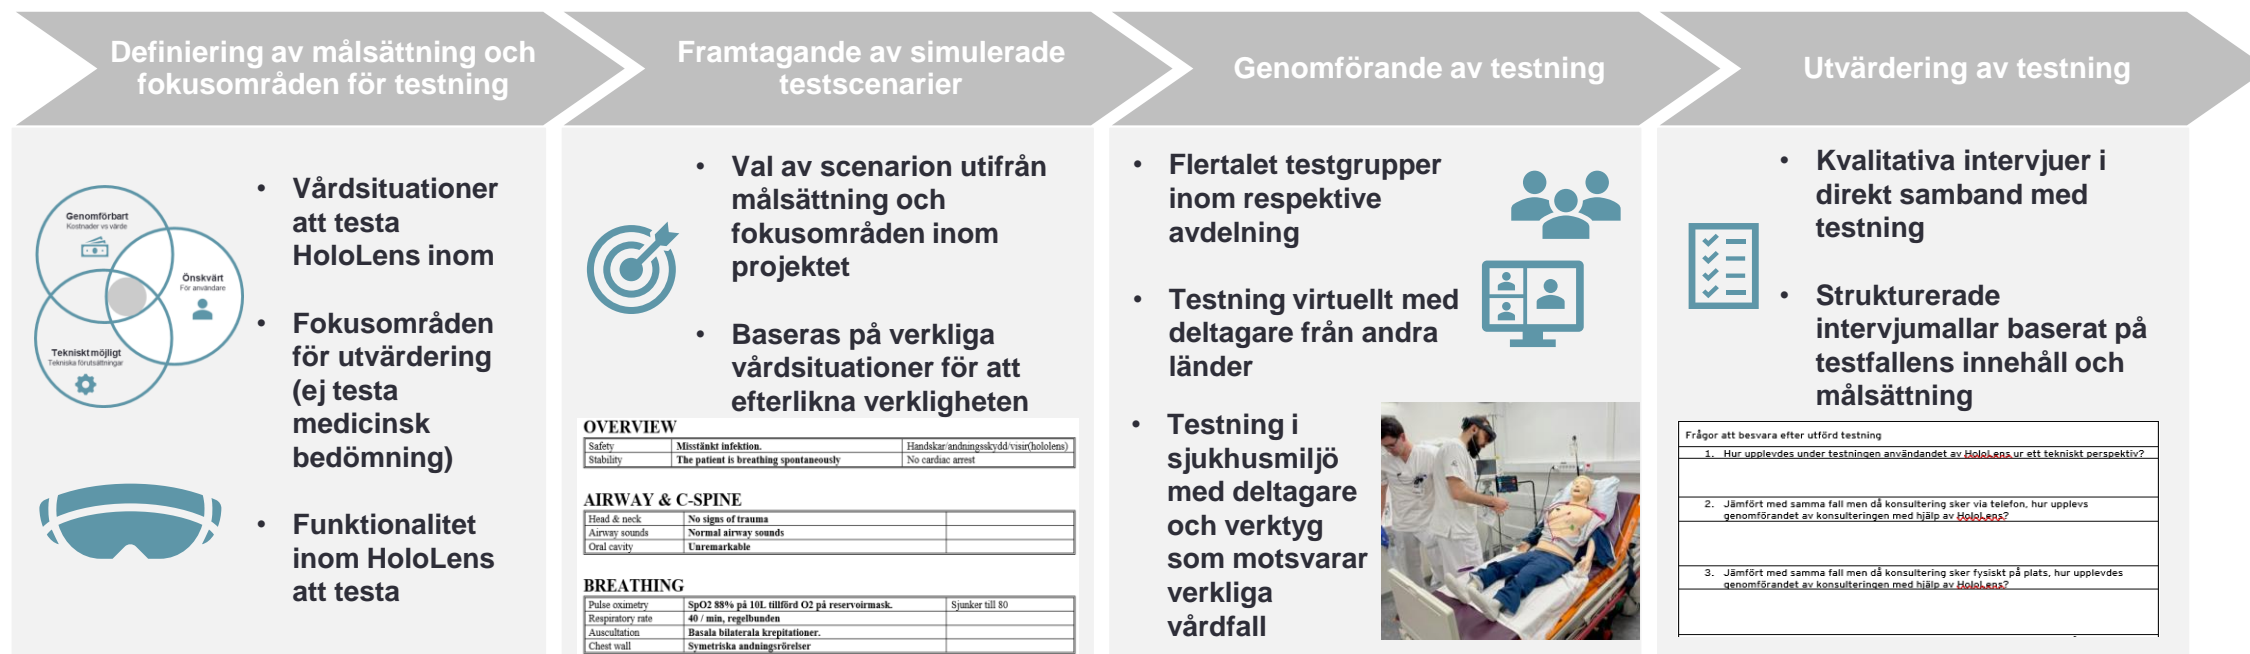 Definiering av målsättning och
fokusområden för testning
Framtagande av simulerade
testscenarier
Genomförande av testning
Utvärdering av testning
Genomförbart
Kostnader vs värde
Önskvärt
För användare
Tekniskt möjligt
Tekniska förutsättningar
• Vårdsituationer
att testa
HoloLens inom
• Fokusområden
för utvärdering
(ej testa
medicinsk
bedömning)
• Funktionalitet
inom HoloLens
att testa
• Val av scenarion utifrån
målsättning och
fokusområden inom
projektet
• Baseras på verkliga
vårdsituationer för att
efterlikna verkligheten
OVERVIEW
Safety Misstänkt infektion. Handskar/andningsskydd/visir(hololens)
Stability The patient is breathing spontaneously No cardiac arrest
AIRWAY & C-SPINE
Head & neck No signs of trauma
Airway sounds Normal airway sounds
Oral cavity Unremarkable
BREATHING
Pulse oximetry SpO2 88% på 10L tillförd O2 på reservoirmask. Sjunker till 80
Respiratory rate 40 / min, regelbunden
Auscultation Basala bilaterala krepitationer.
Chest wall Symetriska andningsrörelser
• Flertalet testgrupper
inom respektive
avdelning
• Testning virtuellt med
deltagare från andra
länder
• Testning i
sjukhusmiljö
med deltagare
och verktyg
som motsvarar
verkliga
vårdfall
• Kvalitativa intervjuer i
direkt samband med
testning
• Strukturerade
intervjumallar baserat på
testfallens innehåll och
målsättning
Frågor att besvara efter utförd testning
1. Hur upplevdes under testningen användandet av HoloLens ur ett tekniskt perspektiv?
2. Jämfört med samma fall men då konsultering sker via telefon, hur upplevs
genomförandet av konsulteringen med hjälp av HoloLens?
3. Jämfört med samma fall men då konsultering sker fysiskt på plats, hur upplevdes
genomförandet av konsulteringen med hjälp av HoloLens?